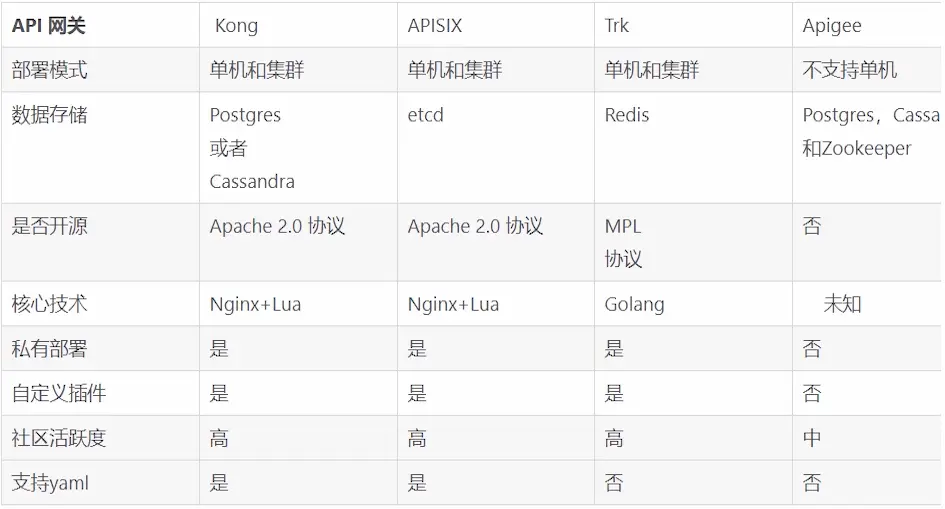 API 网关 Kong APISIX Trk Apigee
部署模式 单机和集群 单机和集群 单机和集群 不支持单机
数据存储 Postgres etcd Redis Postgres，Cassa
或者 和Zookeeper
Cassandra
是否开源 Apache 2.0 协议 Apache 2.0 协议 MPL 否
协议
核心技术 Nginx+Lua Nginx+Lua Golang 未知
私有部署 是 是 是 否
自定义插件 是 是 是 否
社区活跃度 高 高 高 中
支持yaml 是 是 否 否